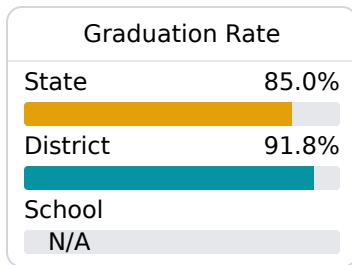 Graduation Rate
State 85.0%
District 91.8%
School
N/A